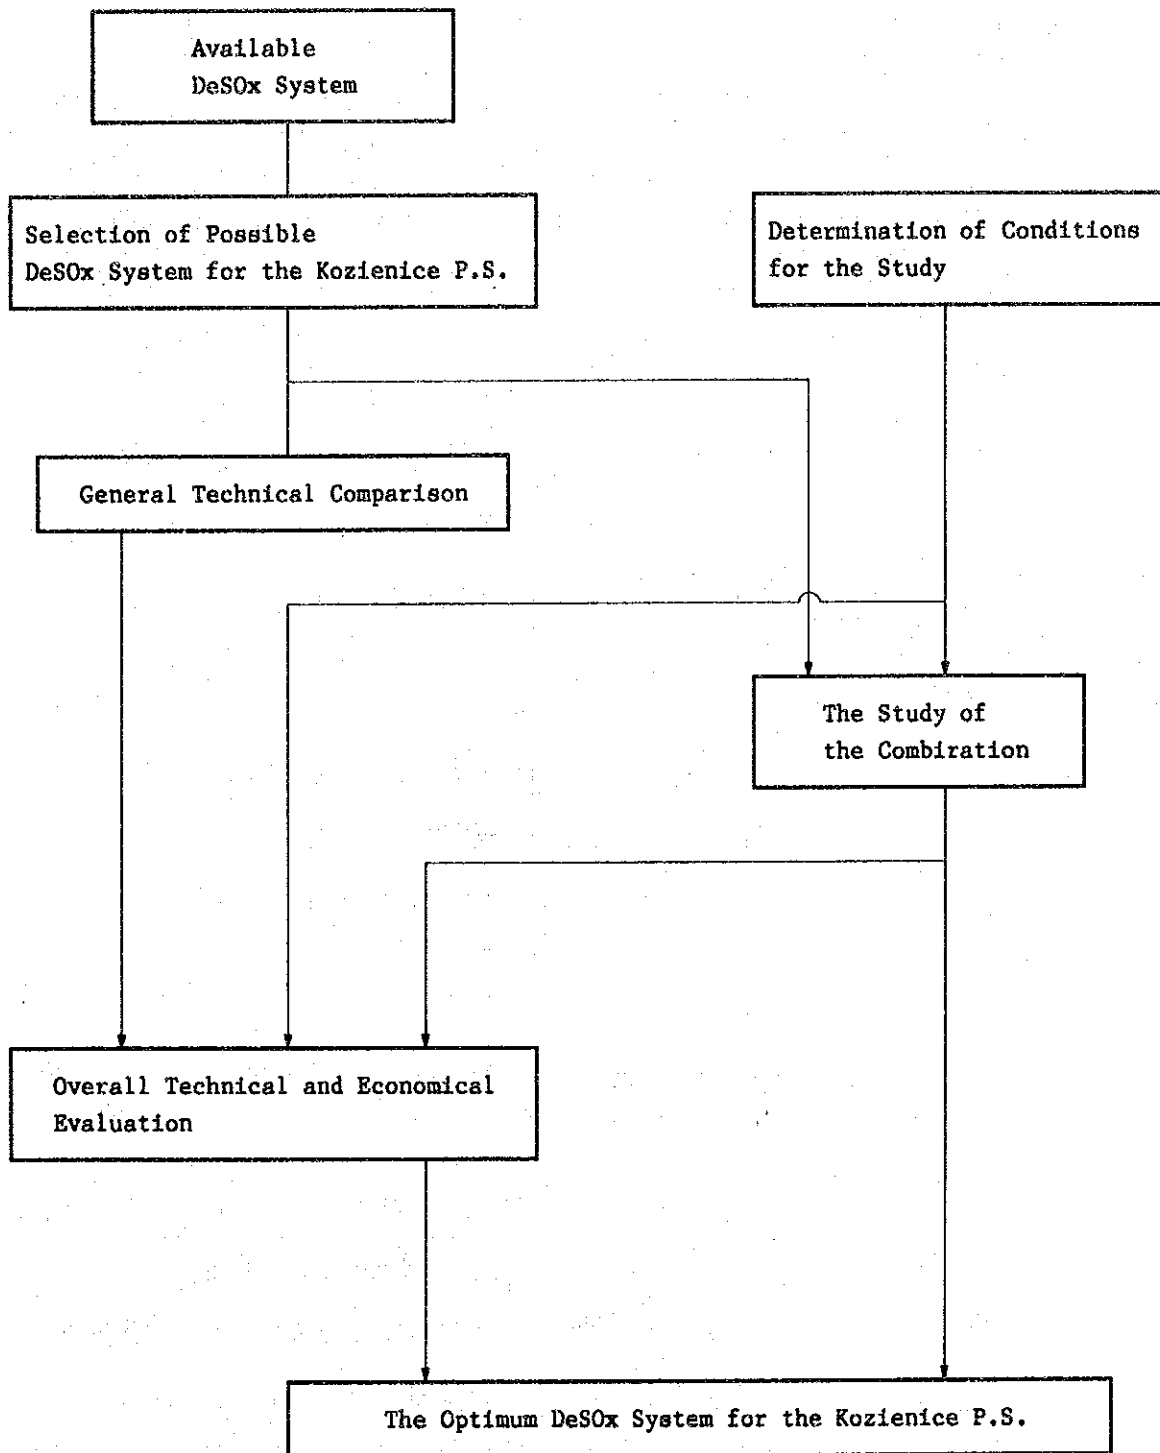 Available
DeSOx System
Selection of Possible
DeSOx System for the Kozienice P.S.
Determination of Conditions
for the Study
General Technical Comparison
The Study of
the Combiration
Overall Technical and Economical
Evaluation
The Optimum DeSOx System for the Kozienice P.S.